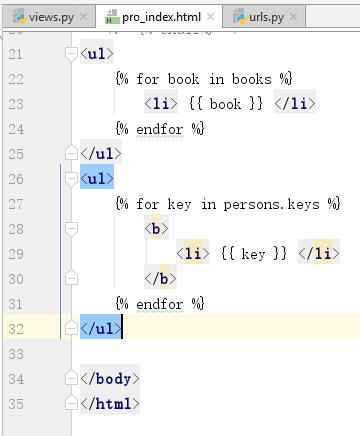 views.py × pro_index.html × urls.py ×
20
21 <ul>
22 {% for book in books %}
23 <li> {{ book }} </li>
24 {% endfor %}
25 </ul>
26 <ul>
27 {% for key in persons.keys %}
28 <b>
29 <li> {{ key }} </li>
30 </b>
31 {% endfor %}
32 </ul>
33
34 </body>
35 </html>